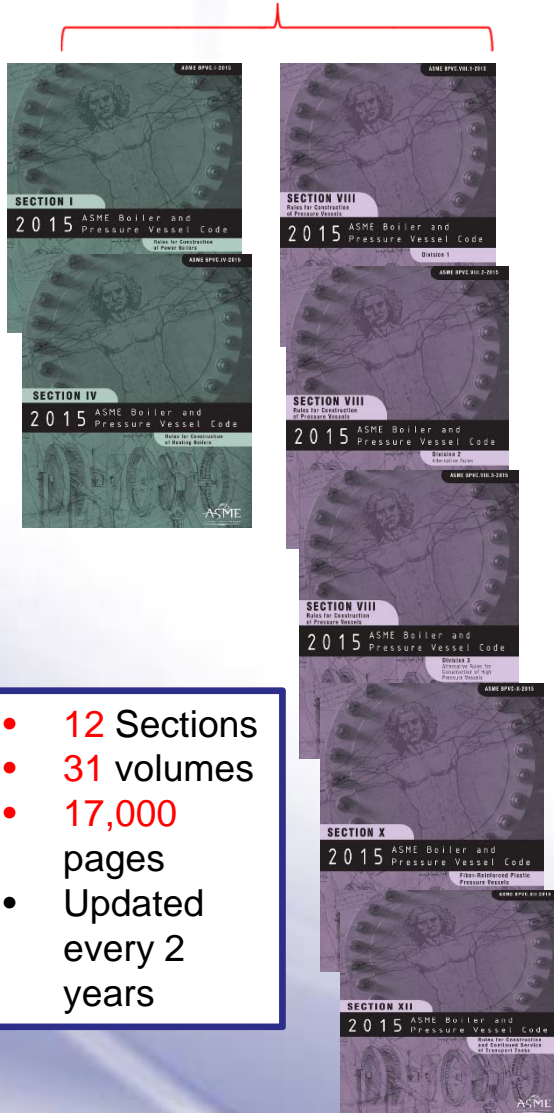 ASME BPVC.I-2015
SECTION I
2015 ASME Boiler and
Pressure Vessel Code
Rules for Construction
of Power Boilers
ASME BPVC.IV-2015
SECTION IV
2015 ASME Boiler and
Pressure Vessel Code
Rules for Construction
of Heating Boilers
ASME
ASME BPVC.VIII.1-2015
SECTION VIII
Rules for Construction
of Pressure Vessels
2015 ASME Boiler and
Pressure Vessel Code
Division 1
ASME BPVC.VIII.2-2015
SECTION VIII
Rules for Construction
of Pressure Vessels
2015 ASME Boiler and
Pressure Vessel Code
Division 2
Alternative Rules
ASME BPVC.VIII.3-2015
SECTION VIII
Rules for Construction
of Pressure Vessels
2015 ASME Boiler and
Pressure Vessel Code
Division 3
Alternative Rules for
Construction of High
Pressure Vessels
ASME BPVC-X-2015
SECTION X
2015 ASME Boiler and
Pressure Vessel Code
Fiber-Reinforced Plastic
Pressure Vessels
ASME BPVC.XII-2015
SECTION XII
2015 ASME Boiler and
Pressure Vessel Code
Rules for Construction
and Continued Service
of Transport Tanks
ASME
• 12 Sections
• 31 volumes
• 17,000
pages
• Updated
every 2
years